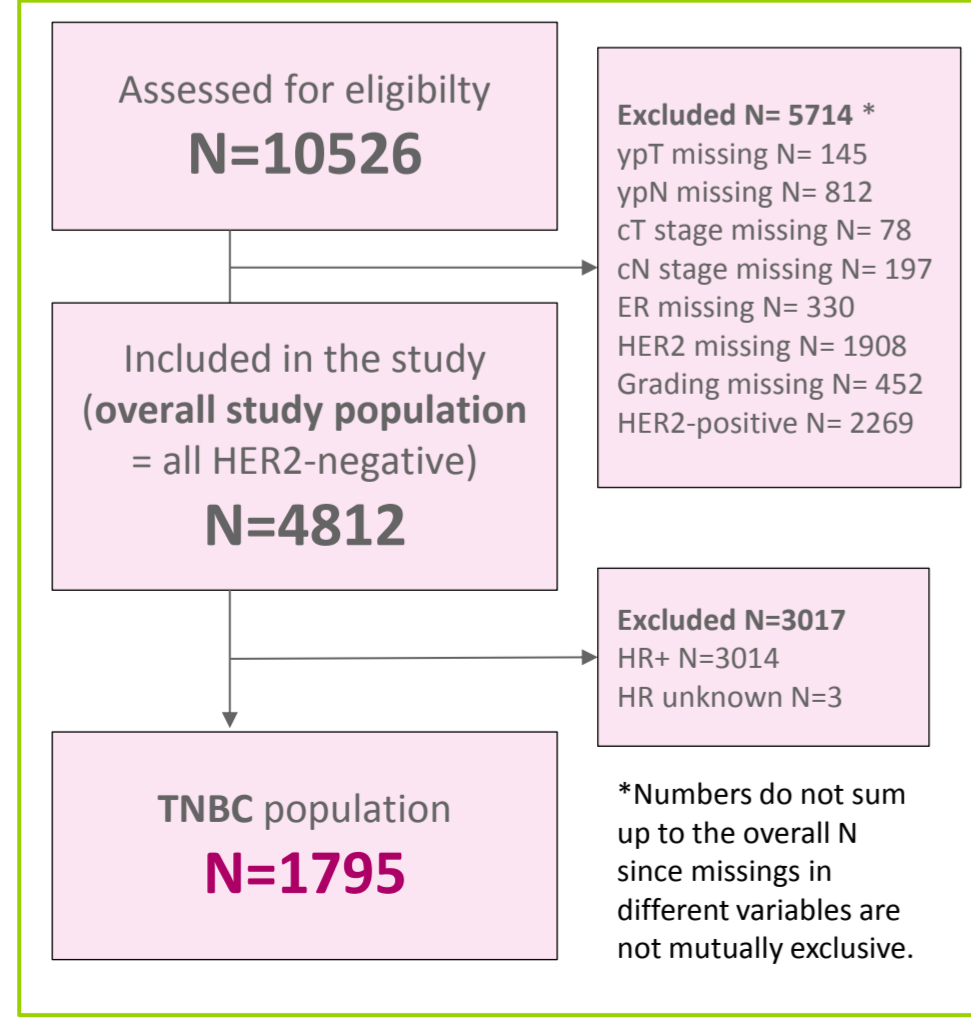 Assessed for eligibilty
N=10526
Excluded N= 5714 *
ypT missing N= 145
ypN missing N= 812
cT stage missing N= 78
cN stage missing N= 197
ER missing N= 330
HER2 missing N= 1908
Grading missing N= 452
HER2-positive N= 2269
Included in the study
(overall study population
= all HER2-negative)
N=4812
Excluded N=3017
HR+ N=3014
HR unknown N=3
TNBC population
N=1795
*Numbers do not sum
up to the overall N
since missings in
different variables are
not mutually exclusive.